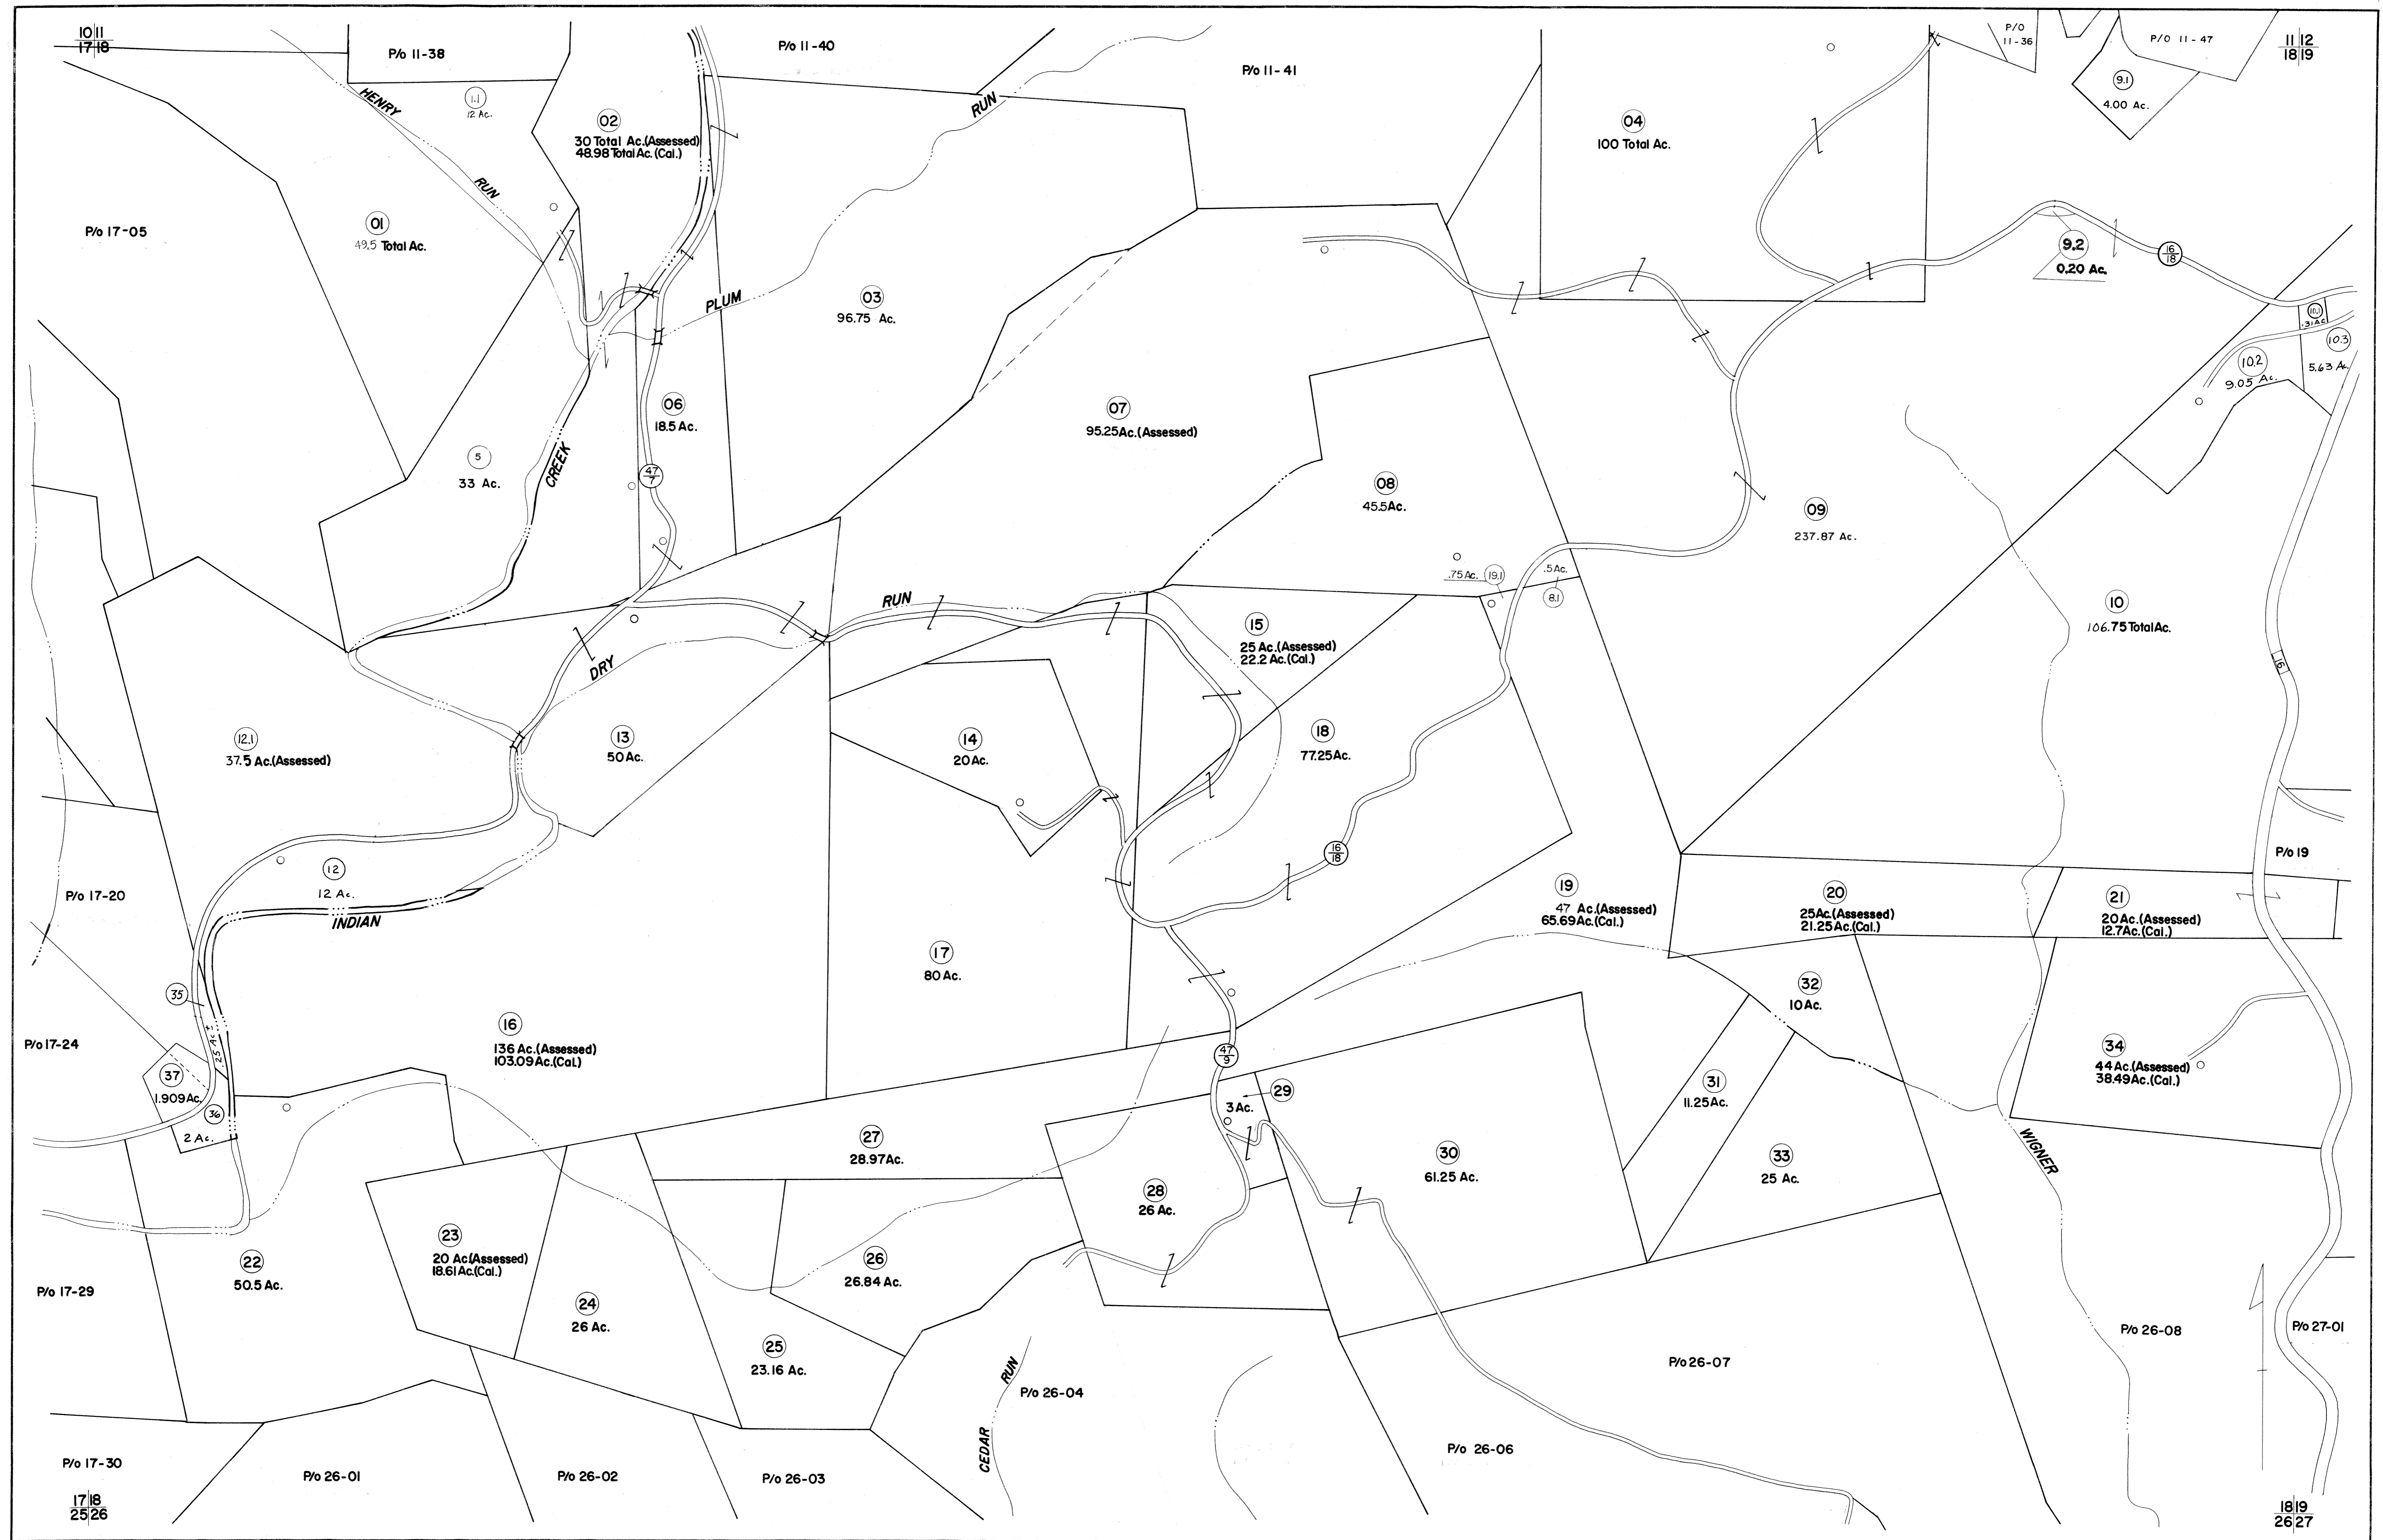 10 11
17 18
P/o 11-38
P/o 11-40
P/o 11-41
P/O
11-36
P/O 11-47
11 12
18 19
9.1
4.00 Ac.
HENRY
RUN
1.1
12 Ac.
02
30 Total Ac.(Assessed)
48.98 Total Ac.(Cal.)
RUN
04
100 Total Ac.
P/o 17-05
01
49.5 Total Ac.
PLUM
03
96.75 Ac.
9.2
0.20 Ac.
16
18
10.1
.31 Ac
10.2
9.05 Ac.
10.3
5.63 Ac.
06
18.5 Ac.
07
95.25 Ac.(Assessed)
5
33 Ac.
CREEK
47
7
08
45.5 Ac.
09
237.87 Ac.
.75 Ac.
19.1
.5 Ac.
8.1
10
106.75 Total Ac.
RUN
DRY
15
25 Ac.(Assessed)
22.2 Ac.(Cal.)
16
12.1
37.5 Ac.(Assessed)
13
50 Ac.
14
20 Ac.
18
77.25 Ac.
16
18
P/o 19
12
12 Ac.
INDIAN
P/o 17-20
19
47 Ac.(Assessed)
65.69 Ac.(Cal.)
20
25 Ac.(Assessed)
21.25 Ac.(Cal.)
21
20 Ac.(Assessed)
12.7 Ac.(Cal.)
17
80 Ac.
35
.25 Ac.±
32
10 Ac.
P/o 17-24
16
136 Ac.(Assessed)
103.09 Ac.(Cal.)
47
9
34
44 Ac.(Assessed)
38.49 Ac.(Cal.)
37
1.909 Ac.
36
2 Ac.
29
3 Ac.
31
11.25 Ac.
27
28.97 Ac.
30
61.25 Ac.
33
25 Ac.
WIGNER
28
26 Ac.
23
20 Ac.(Assessed)
18.61 Ac.(Cal.)
22
50.5 Ac.
26
26.84 Ac.
P/o 17-29
24
26 Ac.
25
23.16 Ac.
P/o 26-08
P/o 27-01
P/o 26-07
RUN
CEDAR
P/o 26-04
P/o 26-06
P/o 17-30
P/o 26-01
P/o 26-02
P/o 26-03
17 18
25 26
18 19
26 27